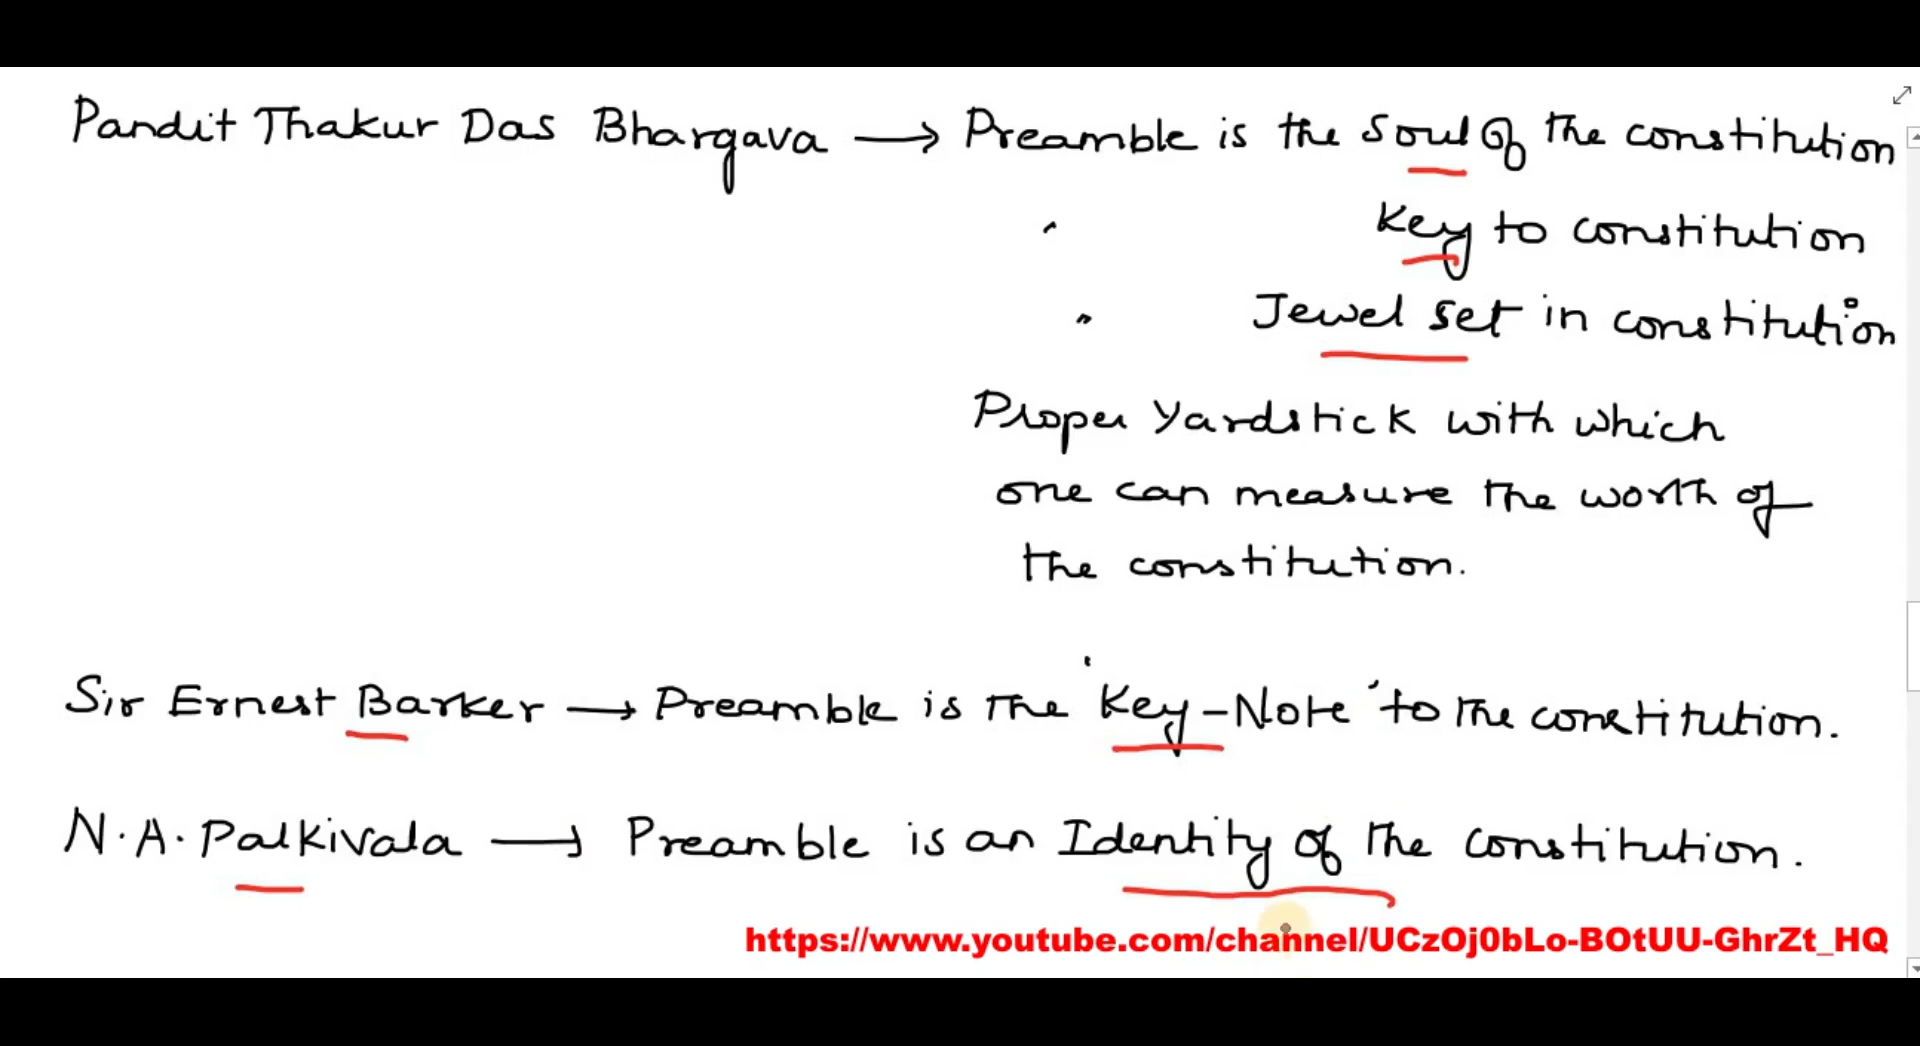 Pandit Thakur Das Bhargava → Preamble is the soul of the constitution
" Key to constitution
" Jewel set in constitution
Proper Yardstick with which
one can measure the worth of
the constitution.
Sir Ernest Barker → Preamble is the 'Key-Note' to the constitution.
N.A. Palkivala → Preamble is an Identity of the constitution.
https://www.youtube.com/channel/UCzOj0bLo-BOtUU-GhrZt_HQ